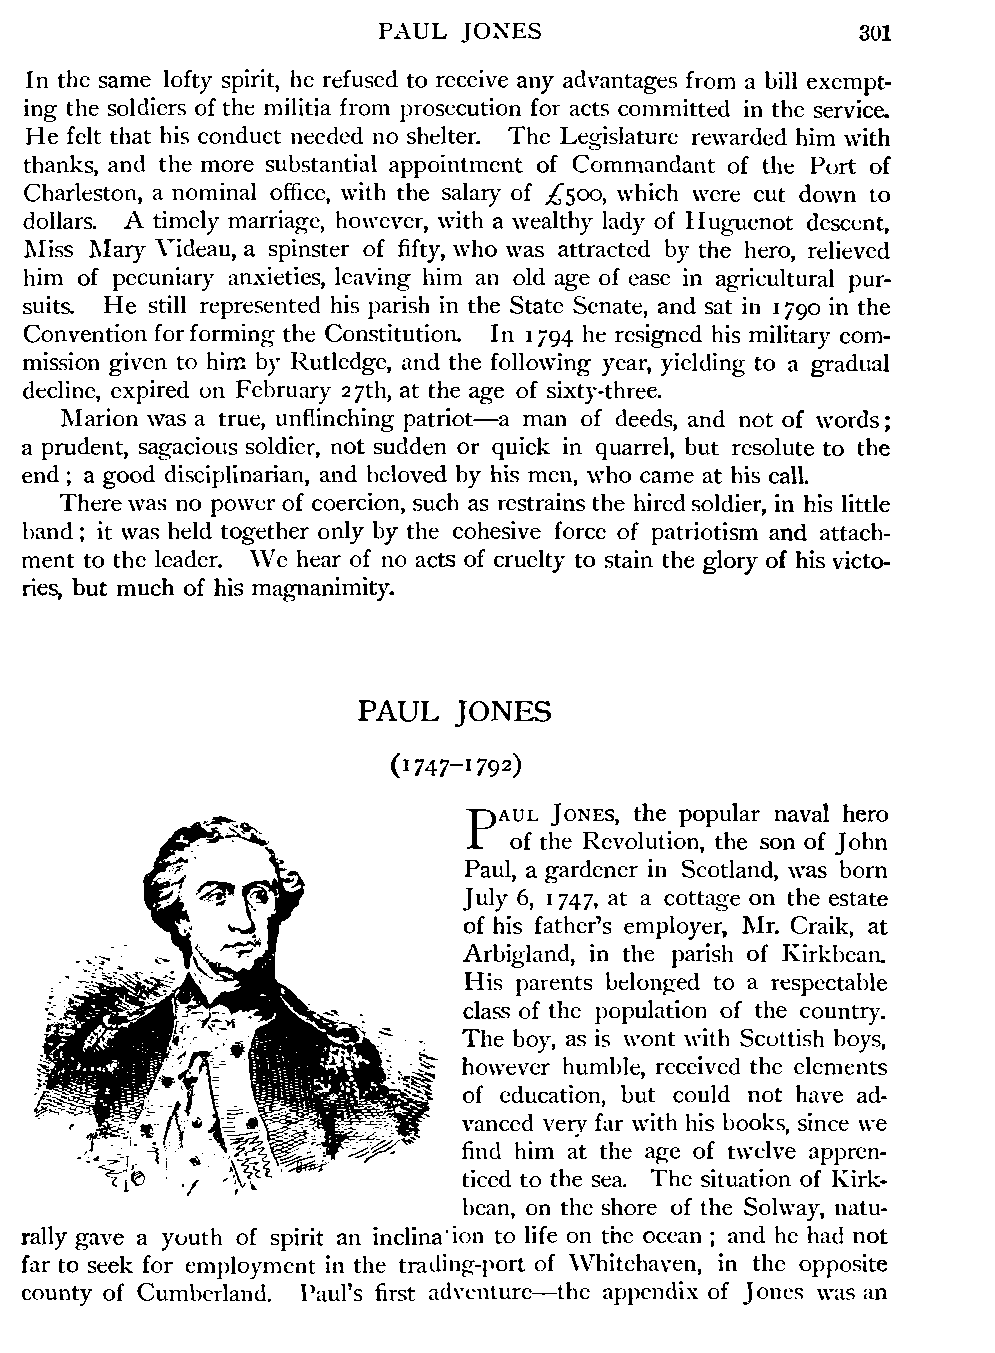 PAUL JONES 301
In the same lofty spirit, he refused to receive any advantages from a bill exempt-
ing the soldiers of the militia from prosecution for acts committed in the service.
He felt that his conduct needed no shelter. The Legislature rewarded him with
thanks, and the more substantial appointment of Commandant of the Port of
Charleston, a nominal office, with the salary of £500, which were cut down to
dollars. A timely marriage, however, with a wealthy lady of Huguenot descent,
Miss Mary Videau, a spinster of fifty, who was attracted by the hero, relieved
him of pecuniary anxieties, leaving him an old age of ease in agricultural pur-
suits. He still represented his parish in the State Senate, and sat in 1790 in the
Convention for forming the Constitution. In 1794 he resigned his military com-
mission given to him by Rutledge, and the following year, yielding to a gradual
decline, expired on February 27th, at the age of sixty-three.
Marion was a true, unflinching patriot—a man of deeds, and not of words;
a prudent, sagacious soldier, not sudden or quick in quarrel, but resolute to the
end; a good disciplinarian, and beloved by his men, who came at his call.
There was no power of coercion, such as restrains the hired soldier, in his little
band; it was held together only by the cohesive force of patriotism and attach-
ment to the leader. We hear of no acts of cruelty to stain the glory of his victo-
ries, but much of his magnanimity.
PAUL JONES
(1747–1792)
PAUL JONES, the popular naval hero
of the Revolution, the son of John
Paul, a gardener in Scotland, was born
July 6, 1747, at a cottage on the estate
of his father's employer, Mr. Craik, at
Arbigland, in the parish of Kirkbean.
His parents belonged to a respectable
class of the population of the country.
The boy, as is wont with Scottish boys,
however humble, received the elements
of education, but could not have ad-
vanced very far with his books, since we
find him at the age of twelve appren-
ticed to the sea. The situation of Kirk-
bean, on the shore of the Solway, natu-
rally gave a youth of spirit an inclination to life on the ocean; and he had not
far to seek for employment in the trading-port of Whitehaven, in the opposite
county of Cumberland. Paul's first adventure—the appendix of Jones was an